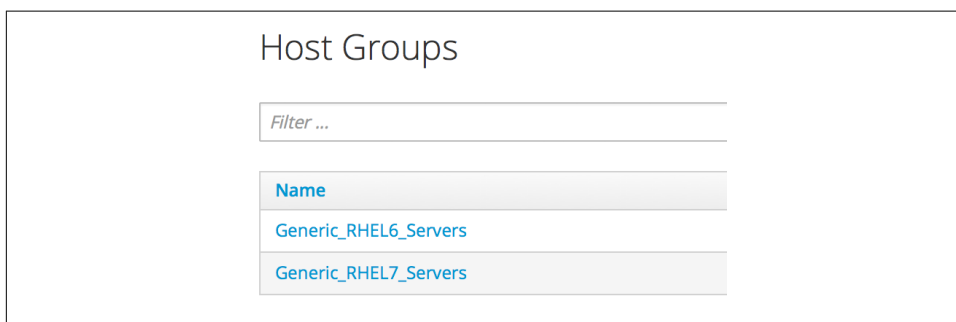 Host Groups
Filter ...
Name
Generic_RHEL6_Servers
Generic_RHEL7_Servers